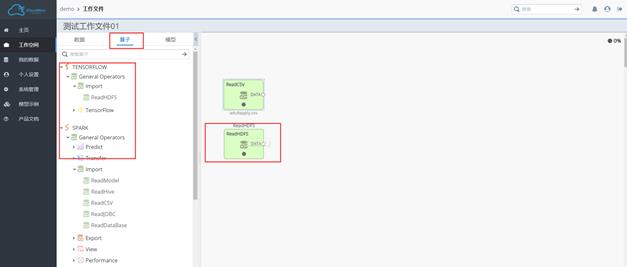 demo > 工作文件
搜索
测试工作文件01
主页
工作空间
我的数据
个人设置
系统管理
模型示例
产品文档
数据
算子
模型
搜索算子
TENSORFLOW
General Operators
Import
ReadHDFS
TensorFlow
SPARK
General Operators
Predict
Transfer
Import
ReadModel
ReadHive
ReadCSV
ReadJDBC
ReadDataBase
Export
View
Performance
0%
ReadCSV
DATA
ReadHDFS
ReadHDFS
DATA